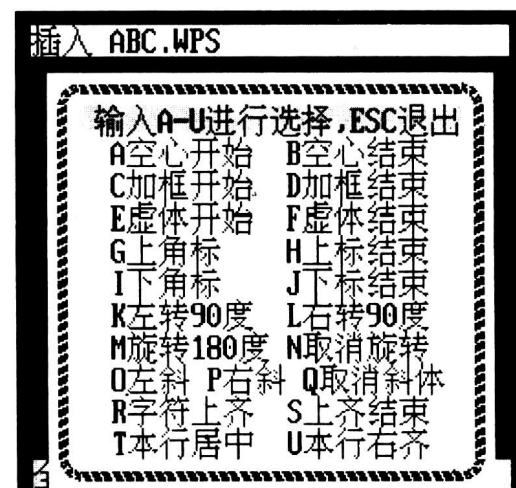 插入 ABC.WPS
输入A-U进行选择,ESC退出
A空心开始 B空心结束
C加框开始 D加框结束
E虚体开始 F虚体结束
G上角标 H上标结束
I下角标 J下标结束
K左转90度 L右转90度
M旋转180度 N取消旋转
O左斜 P右斜 Q取消斜体
R字符上齐 S上齐结束
T本行居中 U本行右齐